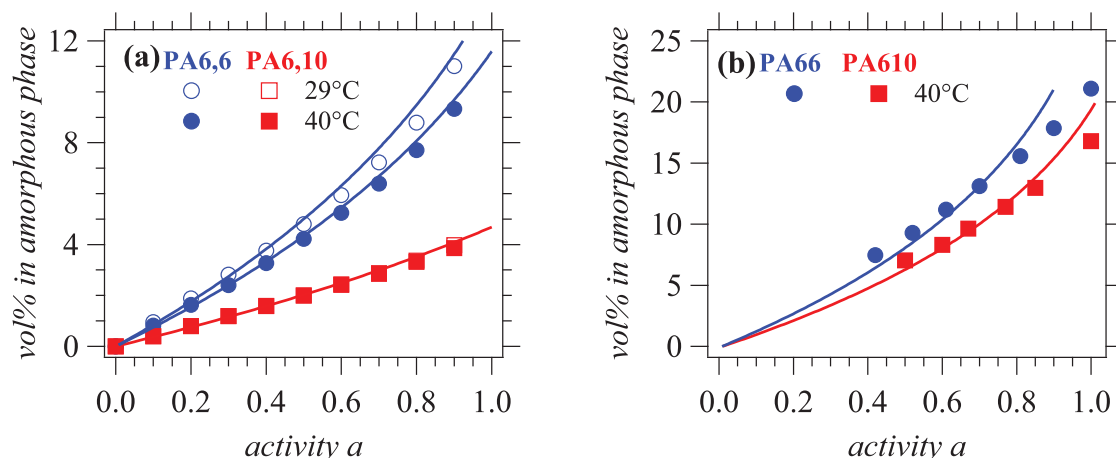 (a) PA6,6 PA6,10
29°C
40°C
vol% in amorphous phase
12
8
4
0
0.0 0.2 0.4 0.6 0.8 1.0
activity a
(b) PA66 PA610
40°C
vol% in amorphous phase
25
20
15
10
5
0
0.0 0.2 0.4 0.6 0.8 1.0
activity a